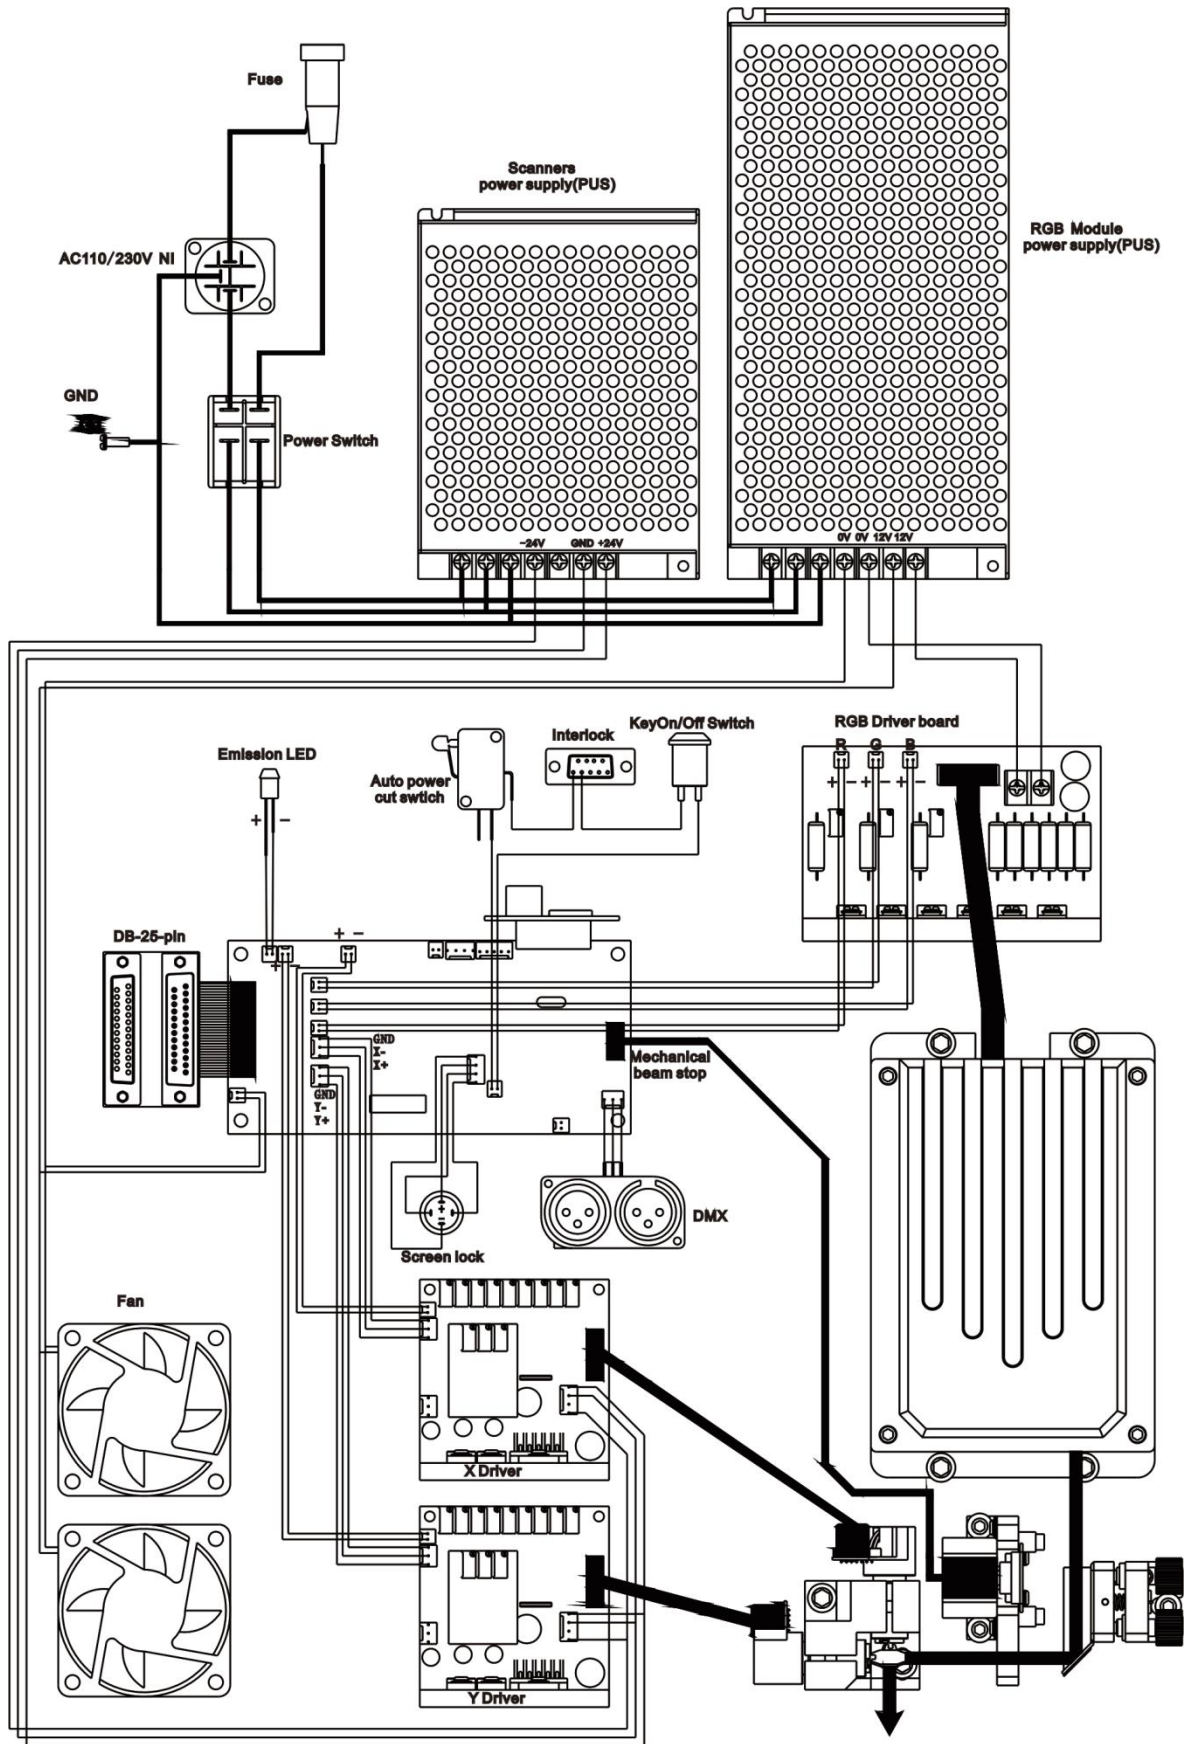 Fuse
Scanners
power supply(PUS)
RGB Module
power supply(PUS)
AC110/230V NI
GND
Power Switch
-24V GND +24V
0V 0V 12V 12V
KeyOn/Off Switch
RGB Driver board
Interlock
Emission LED
R G B
Auto power
cut swtich
+ - + - + -
+ -
DB-25-pin
+ -
+ -
GND
X-
X+
Mechanical
beam stop
GND
Y-
Y+
DMX
Screen lock
Fan
X Driver
Y Driver